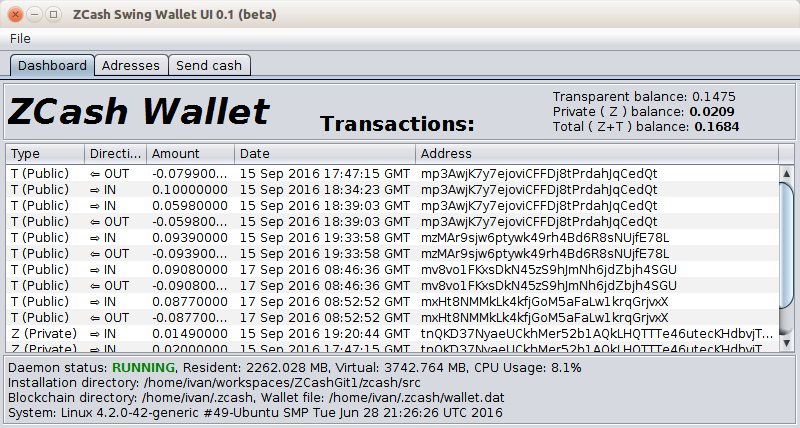 ZCash Swing Wallet UI 0.1 (beta)
File
Dashboard Adresses Send cash
ZCash Wallet Transactions:
Transparent balance: 0.1475
Private ( Z ) balance: 0.0209
Total ( Z+T ) balance: 0.1684
Type Directi... Amount Date Address
T (Public) ⇦ OUT -0.079900... 15 Sep 2016 17:47:15 GMT mp3AwjK7y7ejoviCFFDj8tPrdahJqCedQt
T (Public) ⇨ IN 0.10000000 15 Sep 2016 18:34:23 GMT mp3AwjK7y7ejoviCFFDj8tPrdahJqCedQt
T (Public) ⇨ IN 0.05980000 15 Sep 2016 18:39:03 GMT mp3AwjK7y7ejoviCFFDj8tPrdahJqCedQt
T (Public) ⇦ OUT -0.059800... 15 Sep 2016 18:39:03 GMT mp3AwjK7y7ejoviCFFDj8tPrdahJqCedQt
T (Public) ⇨ IN 0.09390000 15 Sep 2016 19:33:58 GMT mzMAr9sjw6ptywk49rh4Bd6R8sNUjfE78L
T (Public) ⇦ OUT -0.093900... 15 Sep 2016 19:33:58 GMT mzMAr9sjw6ptywk49rh4Bd6R8sNUjfE78L
T (Public) ⇨ IN 0.09080000 17 Sep 2016 08:46:36 GMT mv8vo1FKxsDkN45zS9hJmNh6jdZbjh4SGU
T (Public) ⇦ OUT -0.090800... 17 Sep 2016 08:46:36 GMT mv8vo1FKxsDkN45zS9hJmNh6jdZbjh4SGU
T (Public) ⇨ IN 0.08770000 17 Sep 2016 08:52:52 GMT mxHt8NMMkLk4kfjGoM5aFaLw1krqGrjvxX
T (Public) ⇦ OUT -0.087700... 17 Sep 2016 08:52:52 GMT mxHt8NMMkLk4kfjGoM5aFaLw1krqGrjvxX
Z (Private) ⇨ IN 0.01490000 15 Sep 2016 19:20:44 GMT tnQKD37NyaeUCkhMer52b1AQkLHQTTTe46utecKHdbvjT...
Z (Private) ⇨ IN 0.02000000 15 Sep 2016 17:47:15 GMT tnQKD37NyaeUCkhMer52b1AQkLHQTTTe46utecKHdbvjT...
Daemon status: RUNNING, Resident: 2262.028 MB, Virtual: 3742.764 MB, CPU Usage: 8.1%
Installation directory: /home/ivan/workspaces/ZCashGit1/zcash/src
Blockchain directory: /home/ivan/.zcash, Wallet file: /home/ivan/.zcash/wallet.dat
System: Linux 4.2.0-42-generic #49-Ubuntu SMP Tue Jun 28 21:26:26 UTC 2016